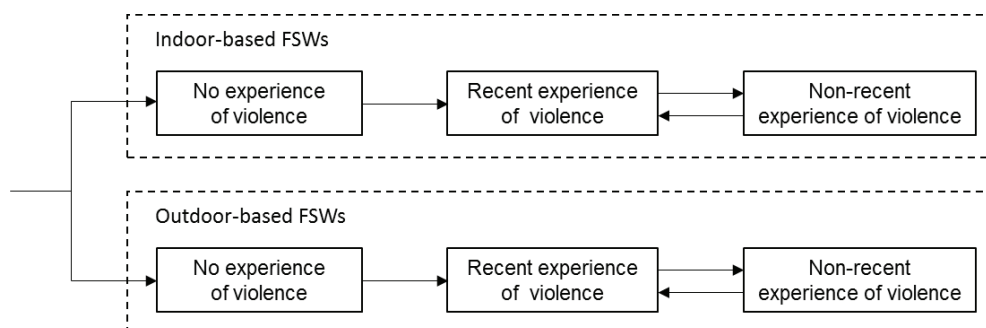 Indoor-based FSWs
No experience
of violence
Recent experience
of violence
Non-recent
experience of violence
Outdoor-based FSWs
No experience
of violence
Recent experience
of violence
Non-recent
experience of violence